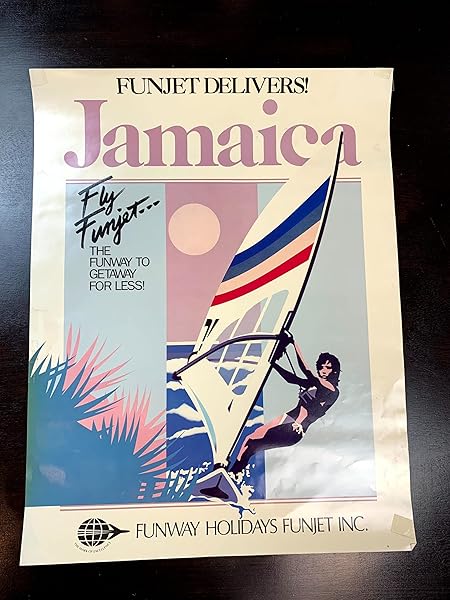 FUNJET DELIVERS!
Jamaica
Fly
Funjet...
THE
FUNWAY TO
GETAWAY
FOR LESS!
FUNWAY HOLIDAYS FUNJET INC.